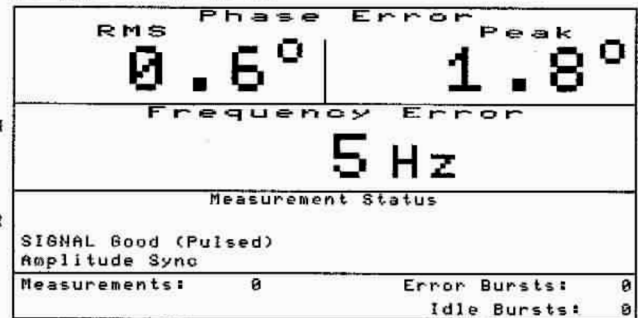 Phase Error
RMS Peak
0.6° 1.8°
Frequency Error
5 Hz
Measurement Status
SIGNAL Good (Pulsed)
Amplitude Sync
Measurements: 0 Error Bursts: 0
Idle Bursts: 0